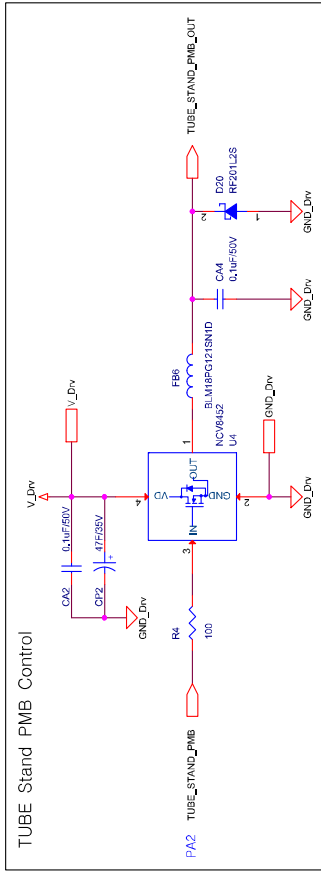 TUBE Stand PMB Control
V_Drv
V_Drv
CA2
0.1uF/50V
CP2
47F/35V
+
GND_Drv
PA2
TUBE_STAND_PMB
R4
100
3
IN
4
VD
OUT
GND
1
2
NCV8452
U4
FB6
BLM18PG121SN1D
GND_Drv
GND_Drv
CA4
0.1uF/50V
GND_Drv
D20
RF201L2S
2
1
GND_Drv
TUBE_STAND_PMB_OUT